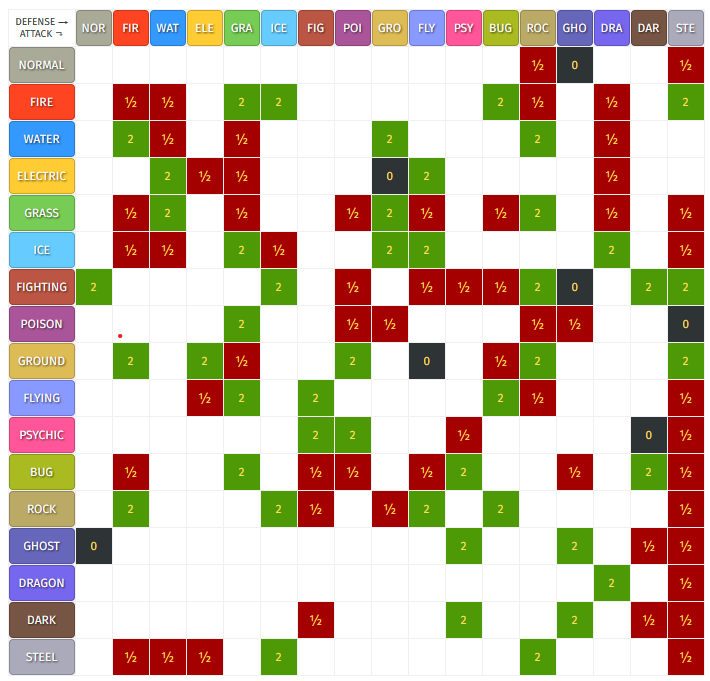 DEFENSE →
ATTACK ¬
NOR FIR WAT ELE GRA ICE FIG POI GRO FLY PSY BUG ROC GHO DRA DAR STE
NORMAL ½ 0 ½
FIRE ½ ½ 2 2 2 ½ ½ 2
WATER 2 ½ ½ 2 2 ½
ELECTRIC 2 ½ ½ 0 2 ½
GRASS ½ 2 ½ ½ 2 ½ ½ 2 ½ ½
ICE ½ ½ 2 ½ 2 2 2 ½
FIGHTING 2 2 ½ ½ ½ ½ 2 0 2 2
POISON 2 ½ ½ ½ ½ 0
GROUND 2 2 ½ 2 0 ½ 2 2
FLYING ½ 2 2 2 ½ ½
PSYCHIC 2 2 ½ 0 ½
BUG ½ 2 ½ ½ ½ 2 ½ 2 ½
ROCK 2 2 ½ ½ 2 2 ½
GHOST 0 2 2 ½ ½
DRAGON 2 ½
DARK ½ 2 2 ½ ½
STEEL ½ ½ ½ 2 2 ½